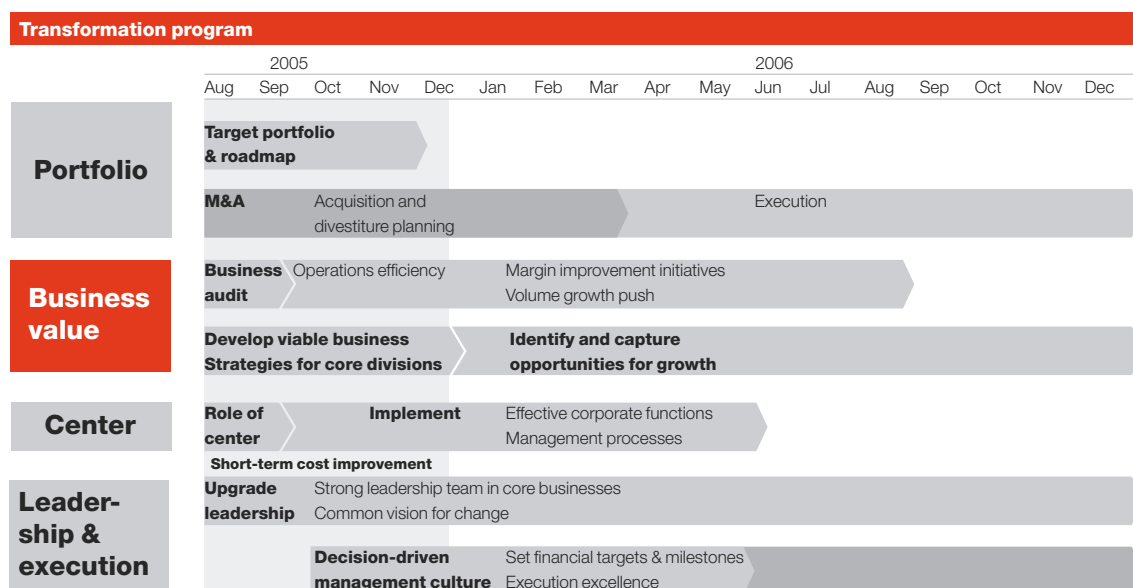 Transformation program
2005 2006
Aug Sep Oct Nov Dec Jan Feb Mar Apr May Jun Jul Aug Sep Oct Nov Dec
Portfolio
Target portfolio
& roadmap
M&A Acquisition and Execution
divestiture planning
Business
value
Business Operations efficiency Margin improvement initiatives
audit Volume growth push
Develop viable business Identify and capture
Strategies for core divisions opportunities for growth
Center
Role of Implement Effective corporate functions
center Management processes
Short-term cost improvement
Leader-
ship &
execution
Upgrade Strong leadership team in core businesses
leadership Common vision for change
Decision-driven Set financial targets & milestones
management culture Execution excellence